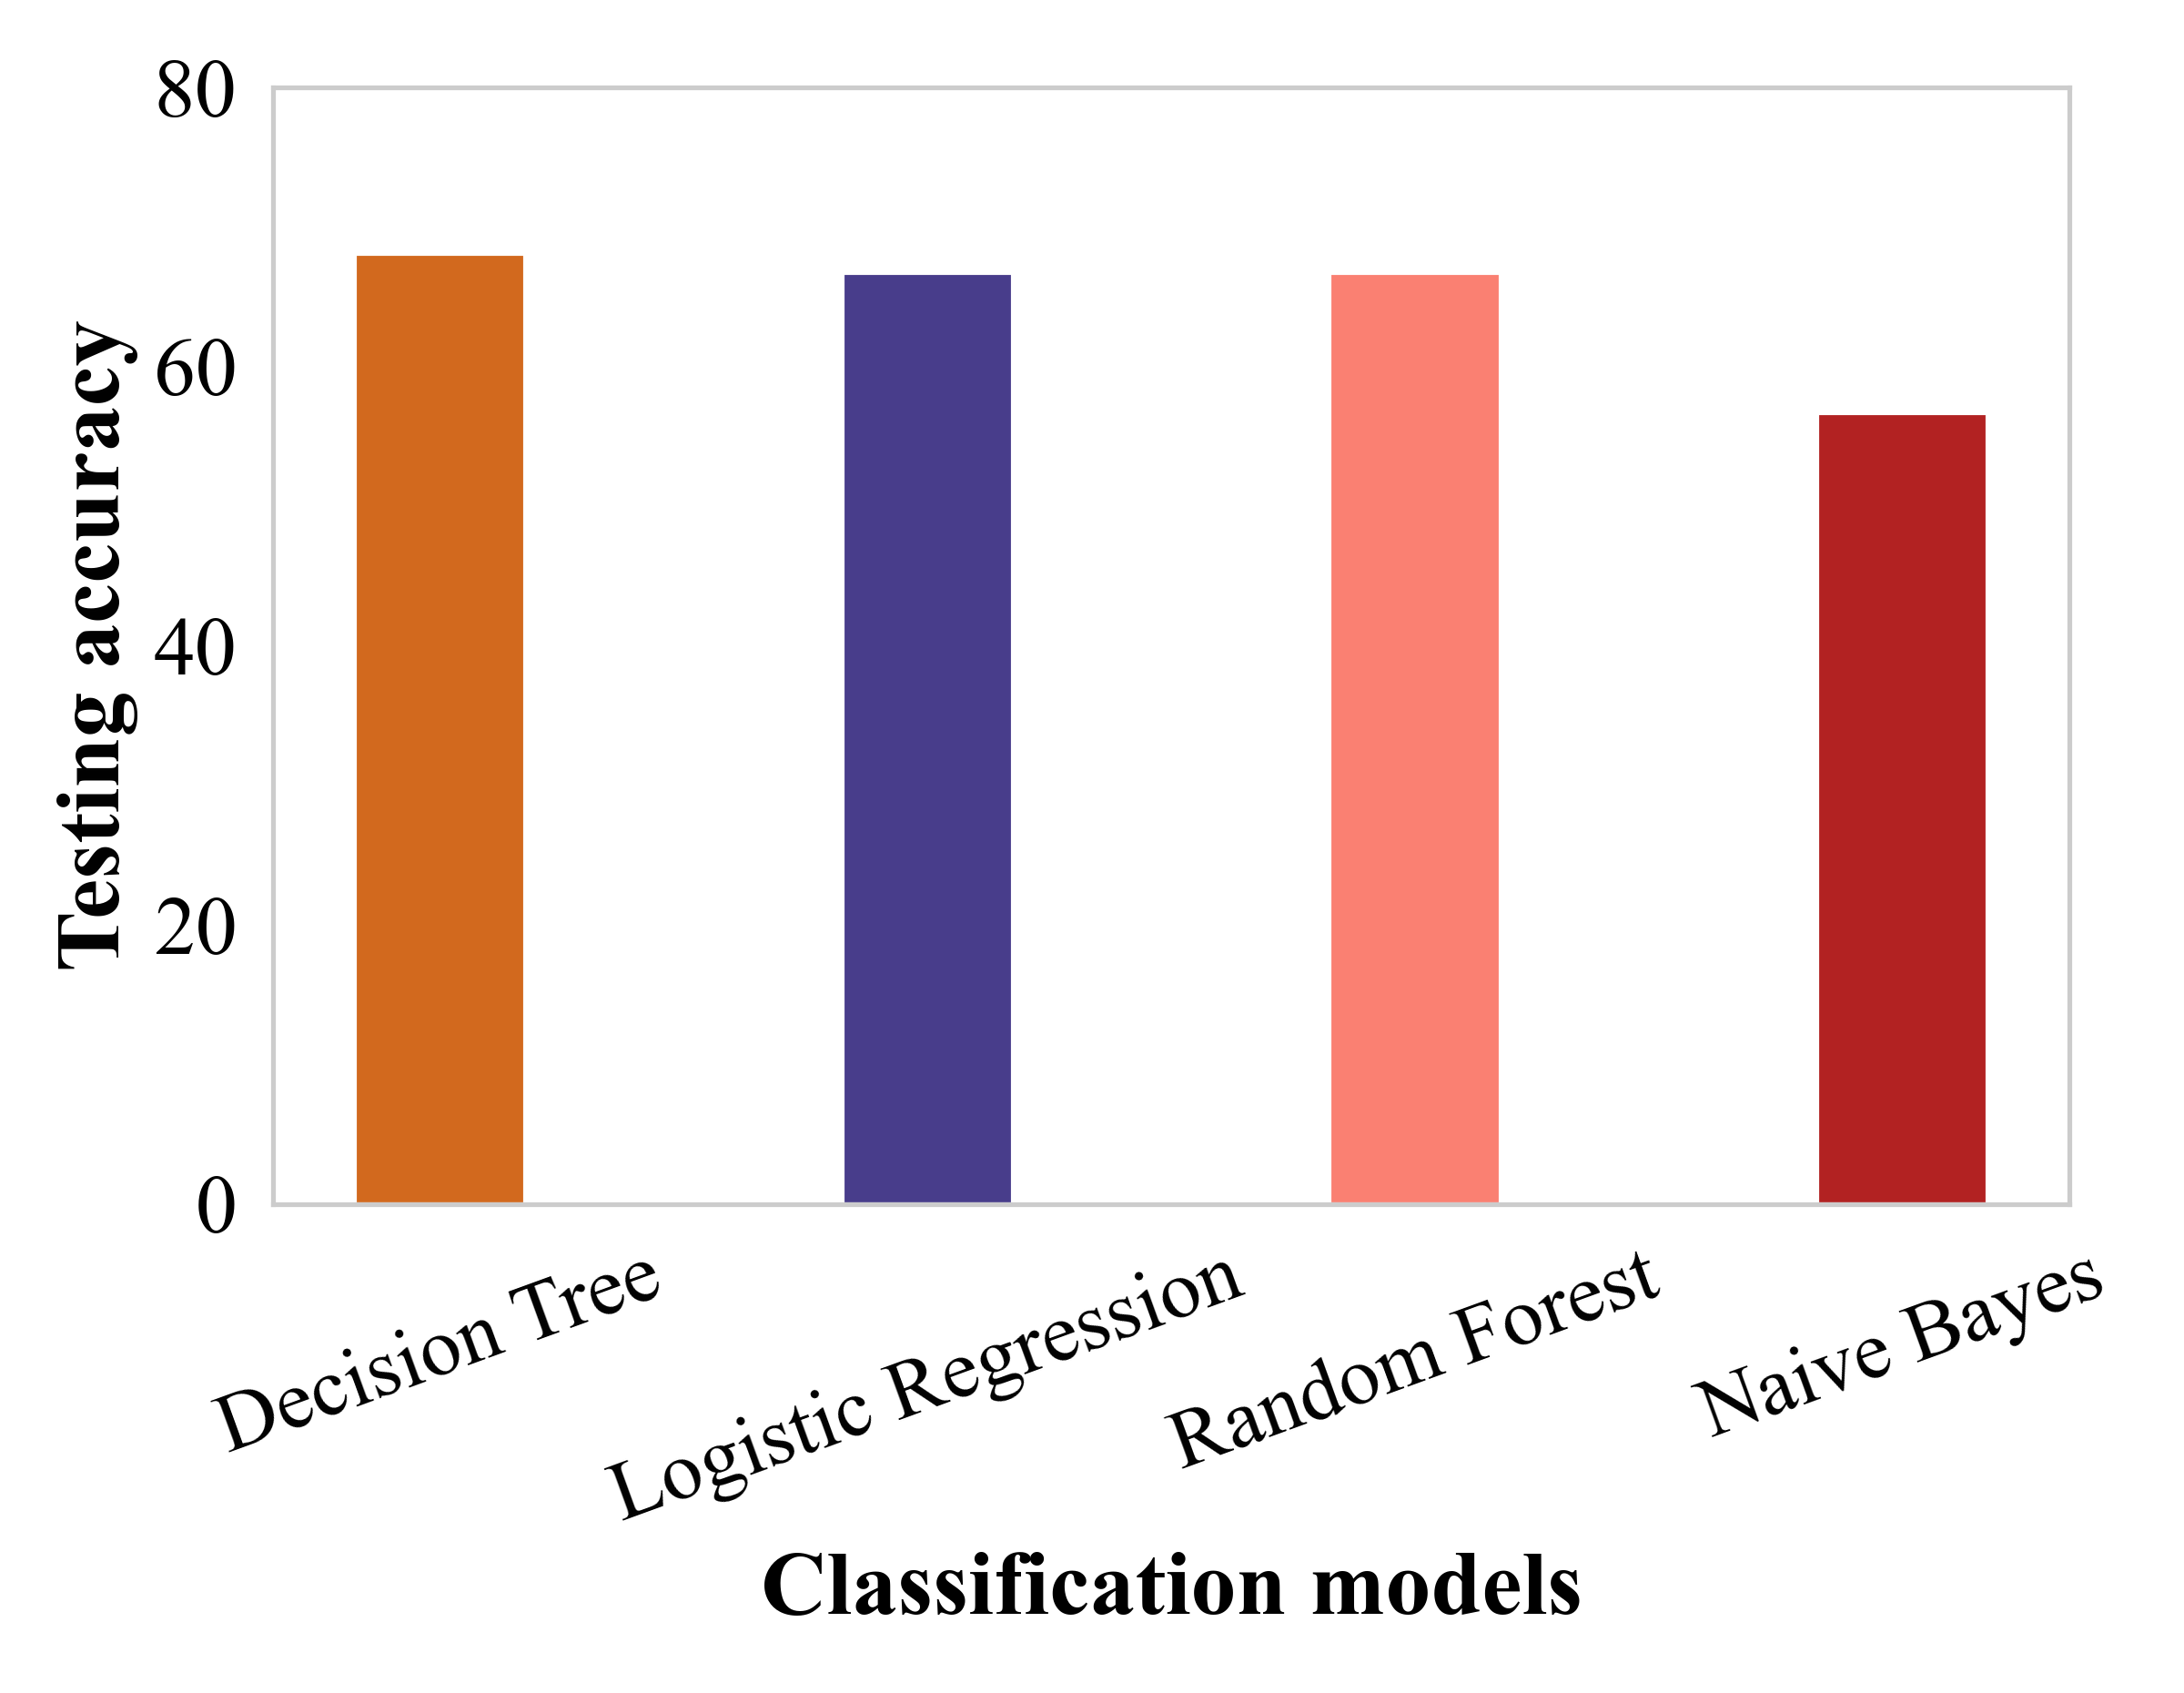 80
60
40
20
0
Testing accuracy
Decision Tree
Logistic Regression
Random Forest
Naive Bayes
Classification models